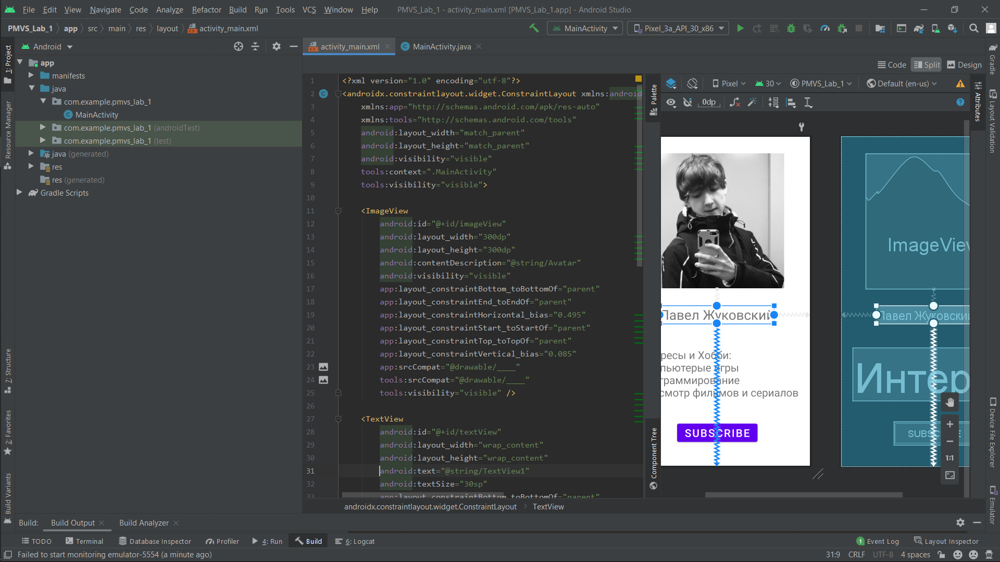 File Edit View Navigate Code Analyze Refactor Build Run Tools VCS Window Help PMVS_Lab_1 - activity_main.xml [PMVS_Lab_1.app] - Android Studio
PMVS_Lab_1 app src main res layout activity_main.xml MainActivity Pixel_3a_API_30_x86
Android
activity_main.xml MainActivity.java
Code Split Design
1: Project
Resource Manager
7: Structure
2: Favorites
Build Variants
app
manifests
java
com.example.pmvs_lab_1
MainActivity
com.example.pmvs_lab_1 (androidTest)
com.example.pmvs_lab_1 (test)
java (generated)
res
res (generated)
Gradle Scripts
1 <?xml version="1.0" encoding="utf-8"?>
2 <androidx.constraintlayout.widget.ConstraintLayout xmlns:android
3 xmlns:app="http://schemas.android.com/apk/res-auto"
4 xmlns:tools="http://schemas.android.com/tools"
5 android:layout_width="match_parent"
6 android:layout_height="match_parent"
7 android:visibility="visible"
8 tools:context=".MainActivity"
9 tools:visibility="visible">
10
11 <ImageView
12 android:id="@+id/imageView"
13 android:layout_width="300dp"
14 android:layout_height="300dp"
15 android:contentDescription="@string/Avatar"
16 android:visibility="visible"
17 app:layout_constraintBottom_toBottomOf="parent"
18 app:layout_constraintEnd_toEndOf="parent"
19 app:layout_constraintHorizontal_bias="0.495"
20 app:layout_constraintStart_toStartOf="parent"
21 app:layout_constraintTop_toTopOf="parent"
22 app:layout_constraintVertical_bias="0.085"
23 app:srcCompat="@drawable/____"
24 tools:srcCompat="@drawable/____"
25 tools:visibility="visible" />
26
27 <TextView
28 android:id="@+id/textView"
29 android:layout_width="wrap_content"
30 android:layout_height="wrap_content"
31 android:text="@string/TextView1"
32 android:textSize="30sp"
33 app:layout_constraintBottom_toBottomOf="parent"
androidx.constraintlayout.widget.ConstraintLayout TextView
Palette
Component Tree
Pixel 30 PMVS_Lab_1 Default (en-us)
0dp
Павел Жуковский
ресы и Хобби:
пьютерые игры
граммирование
смотр фильмов и сериалов
SUBSCRIBE
ImageView
Павел Жуковский
Интер
SUBSC E
1:1
Attributes
Gradle
Layout Validation
Device File Explorer
Emulator
Build: Build Output Build Analyzer
TODO Terminal Database Inspector Profiler 4: Run Build 6: Logcat 1 Event Log Layout Inspector
Failed to start monitoring emulator-5554 (a minute ago) 31:9 CRLF UTF-8 4 spaces